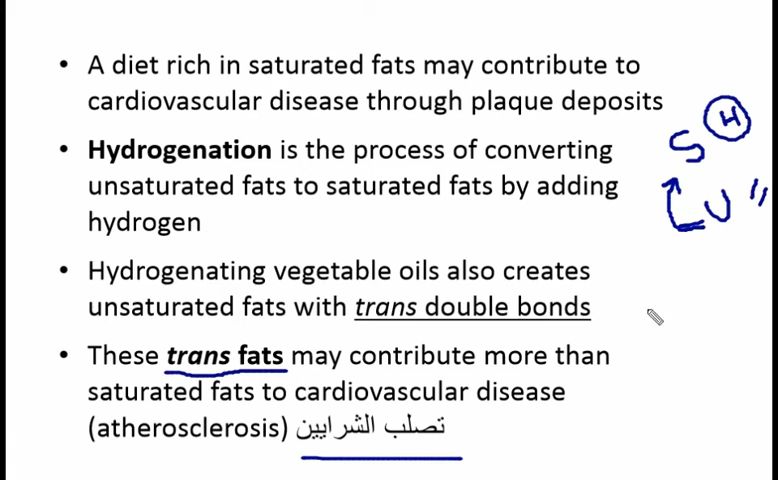 • A diet rich in saturated fats may contribute to
cardiovascular disease through plaque deposits
• Hydrogenation is the process of converting
unsaturated fats to saturated fats by adding
hydrogen
• Hydrogenating vegetable oils also creates
unsaturated fats with trans double bonds
• These trans fats may contribute more than
saturated fats to cardiovascular disease
(atherosclerosis) تصلب الشرايين
H
S
U "